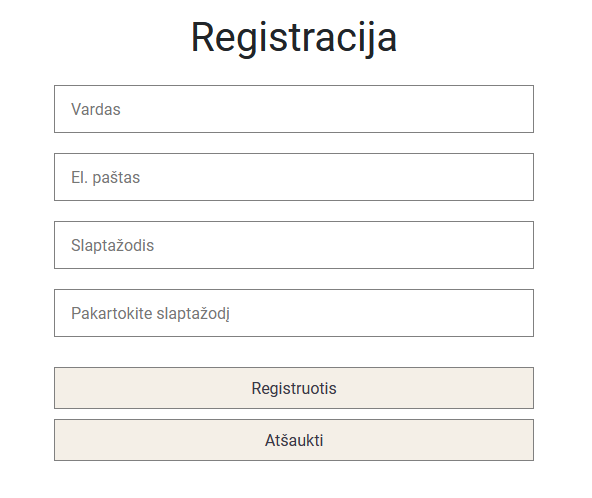 Registracija
Vardas
El. paštas
Slaptažodis
Pakartokite slaptažodį
Registruotis
Atšaukti